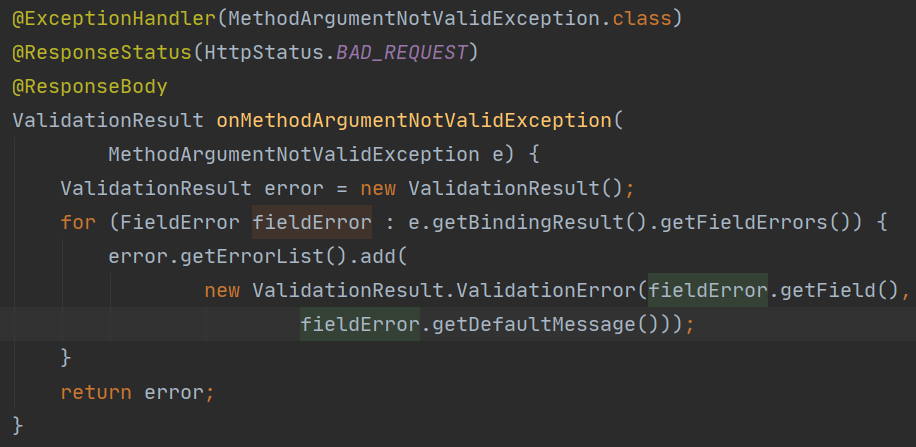 @ExceptionHandler(MethodArgumentNotValidException.class)
@ResponseStatus(HttpStatus.BAD_REQUEST)
@ResponseBody
ValidationResult onMethodArgumentNotValidException(
MethodArgumentNotValidException e) {
ValidationResult error = new ValidationResult();
for (FieldError fieldError : e.getBindingResult().getFieldErrors()) {
error.getErrorList().add(
new ValidationResult.ValidationError(fieldError.getField(),
fieldError.getDefaultMessage()));
}
return error;
}